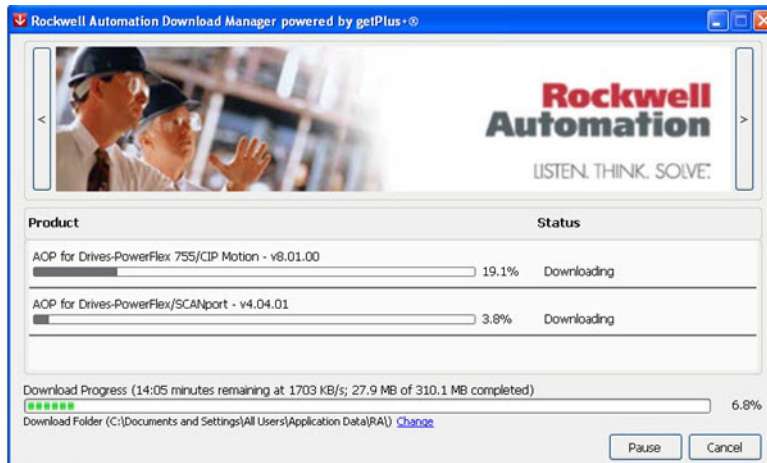 Rockwell Automation Download Manager powered by getPlus+®
<
Rockwell
Automation
LISTEN. THINK. SOLVE.™
>
Product Status
AOP for Drives-PowerFlex 755/CIP Motion - v8.01.00
19.1% Downloading
AOP for Drives-PowerFlex/SCANport - v4.04.01
3.8% Downloading
Download Progress (14:05 minutes remaining at 1703 KB/s; 27.9 MB of 310.1 MB completed)
6.8%
Download Folder (C:\Documents and Settings\All Users\Application Data\RA\) Change
Pause Cancel